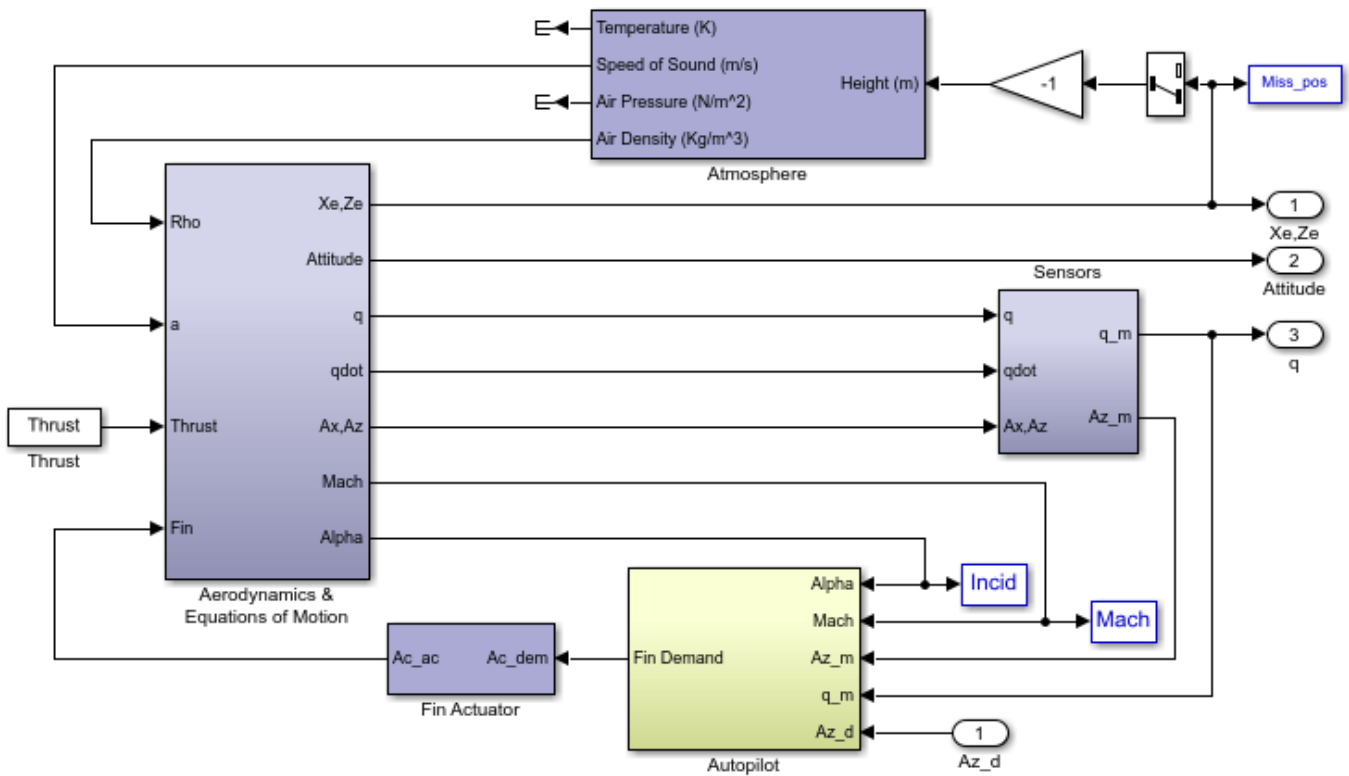 Temperature (K)
Speed of Sound (m/s)
Air Pressure (N/m^2)
Air Density (Kg/m^3)
Height (m)
Atmosphere
-1
Miss_pos
Rho
a
Thrust
Fin
Xe,Ze
Attitude
q
qdot
Ax,Az
Mach
Alpha
Aerodynamics &
Equations of Motion
Thrust
Thrust
Sensors
q
qdot
Ax,Az
q_m
Az_m
1
Xe,Ze
2
Attitude
3
q
Alpha
Mach
Az_m
q_m
Az_d
Fin Demand
Autopilot
Incid
Mach
Ac_ac
Ac_dem
Fin Actuator
1
Az_d